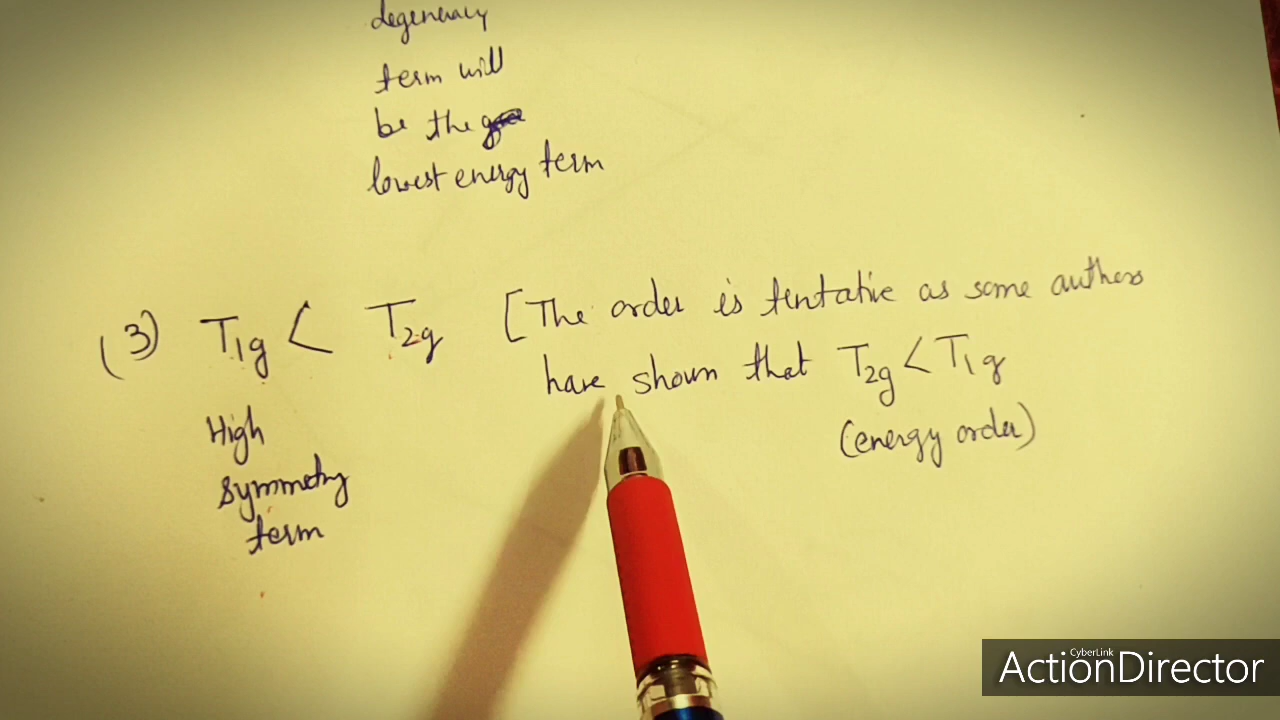 degeneracy
term will
be the
lowest energy term
(3) T1g < T2g [The order is tentative as some authors
have shown that T2g < T1g
(energy order)
High
symmetry
term
CyberLink
ActionDirector